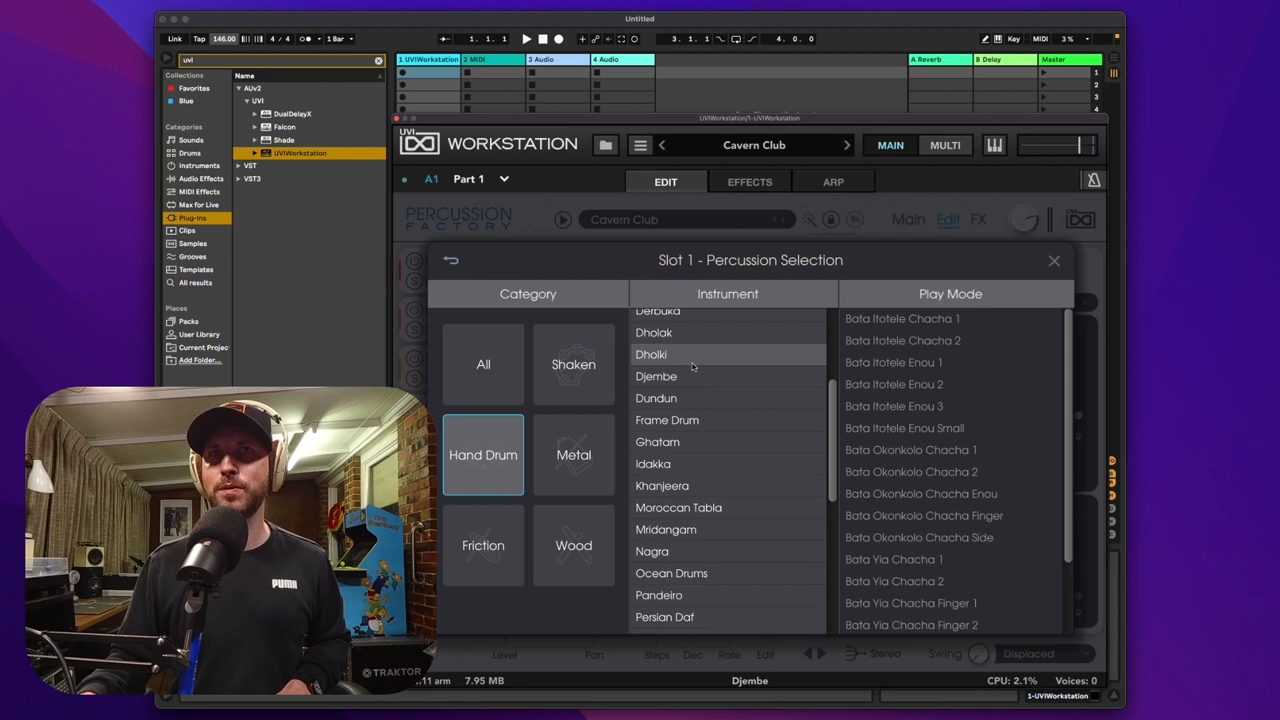 Untitled
Link Tap 146.00 4 / 4 1 Bar 1. 1. 1 3. 1. 1 4. 0. 0 Key MIDI 3 %
uvi
Collections
Favorites
Blue
Categories
Sounds
Drums
Instruments
Audio Effects
MIDI Effects
Max for Live
Plug-Ins
Clips
Samples
Grooves
Templates
All results
Places
Packs
User Library
Current Projec
Add Folder...
Name
AUv2
UVI
DualDelayX
Falcon
Shade
UVIWorkstation
VST
VST3
1 UVIWorkstation 2 MIDI 3 Audio 4 Audio A Reverb B Delay Master
1
2
3
4
UVIWorkstation/1-UVIWorkstation
UVI WORKSTATION Cavern Club MAIN MULTI
A1 Part 1 EDIT EFFECTS ARP
PERCUSSION FACTORY Cavern Club Main Edit FX
Slot 1 - Percussion Selection
Category Instrument Play Mode
All
Shaken
Hand Drum
Metal
Friction
Wood
Derbuka
Dholak
Dholki
Djembe
Dundun
Frame Drum
Ghatam
Idakka
Khanjeera
Moroccan Tabla
Mridangam
Nagra
Ocean Drums
Pandeiro
Persian Daf
Bata Itotele Chacha 1
Bata Itotele Chacha 2
Bata Itotele Enou 1
Bata Itotele Enou 2
Bata Itotele Enou 3
Bata Itotele Enou Small
Bata Okonkolo Chacha 1
Bata Okonkolo Chacha 2
Bata Okonkolo Chacha Enou
Bata Okonkolo Chacha Finger
Bata Okonkolo Chacha Side
Bata Yia Chacha 1
Bata Yia Chacha 2
Bata Yia Chacha Finger 1
Bata Yia Chacha Finger 2
Level Pan Steps Dec Rate Edit Stereo Swing Displaced
7.95 MB Djembe CPU: 2.1% Voices: 0
1-UVIWorkstation
PUMA
TRAKTOR